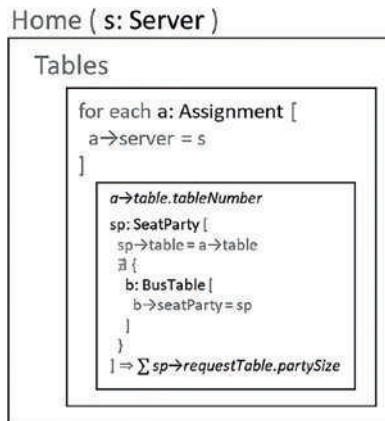 Home ( s: Server )
Tables
for each a: Assignment [
a→server = s
]
a→table.tableNumber
sp: SeatParty [
sp→table = a→table
∄ {
b: BusTable [
b→seatParty = sp
]
}
] ⇒ ∑ sp→requestTable.partySize